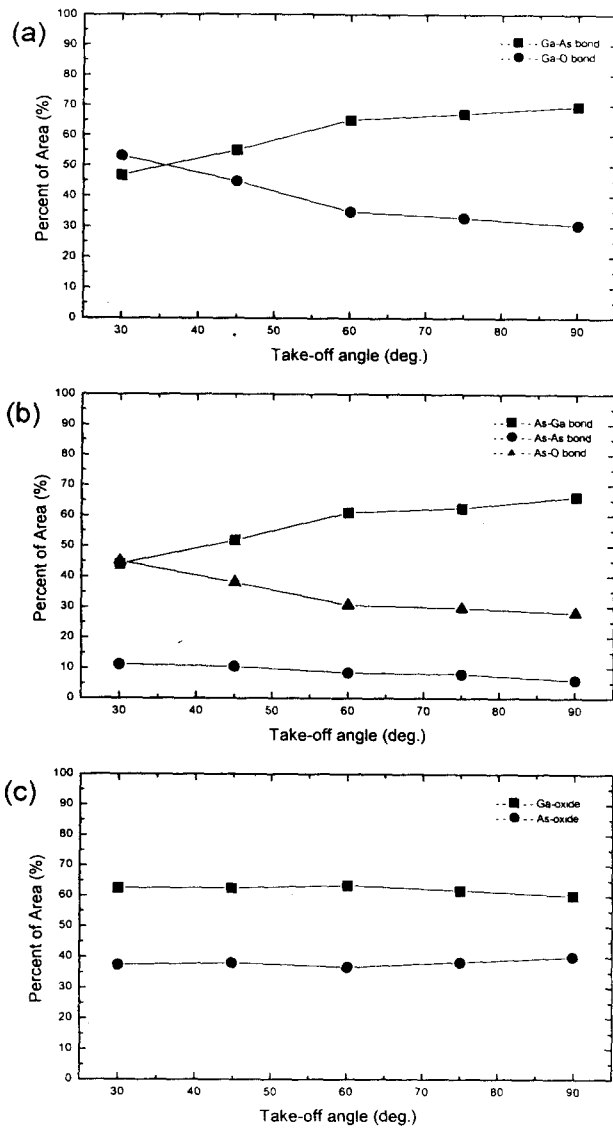 (a)
100
90
80
70
60
50
40
30
20
10
0
Percent of Area (%)
- - ■ - - Ga-As bond
- - ● - - Ga-O bond
30 40 50 60 70 80 90
Take-off angle (deg.)
(b)
100
90
80
70
60
50
40
30
20
10
0
Percent of Area (%)
- - ■ - - As-Ga bond
- - ● - - As-As bond
- - ▲ - - As-O bond
30 40 50 60 70 80 90
Take-off angle (deg.)
(c)
100
90
80
70
60
50
40
30
20
10
0
Percent of Area (%)
- - ■ - - Ga-oxide
- - ● - - As-oxide
30 40 50 60 70 80 90
Take-off angle (deg.)